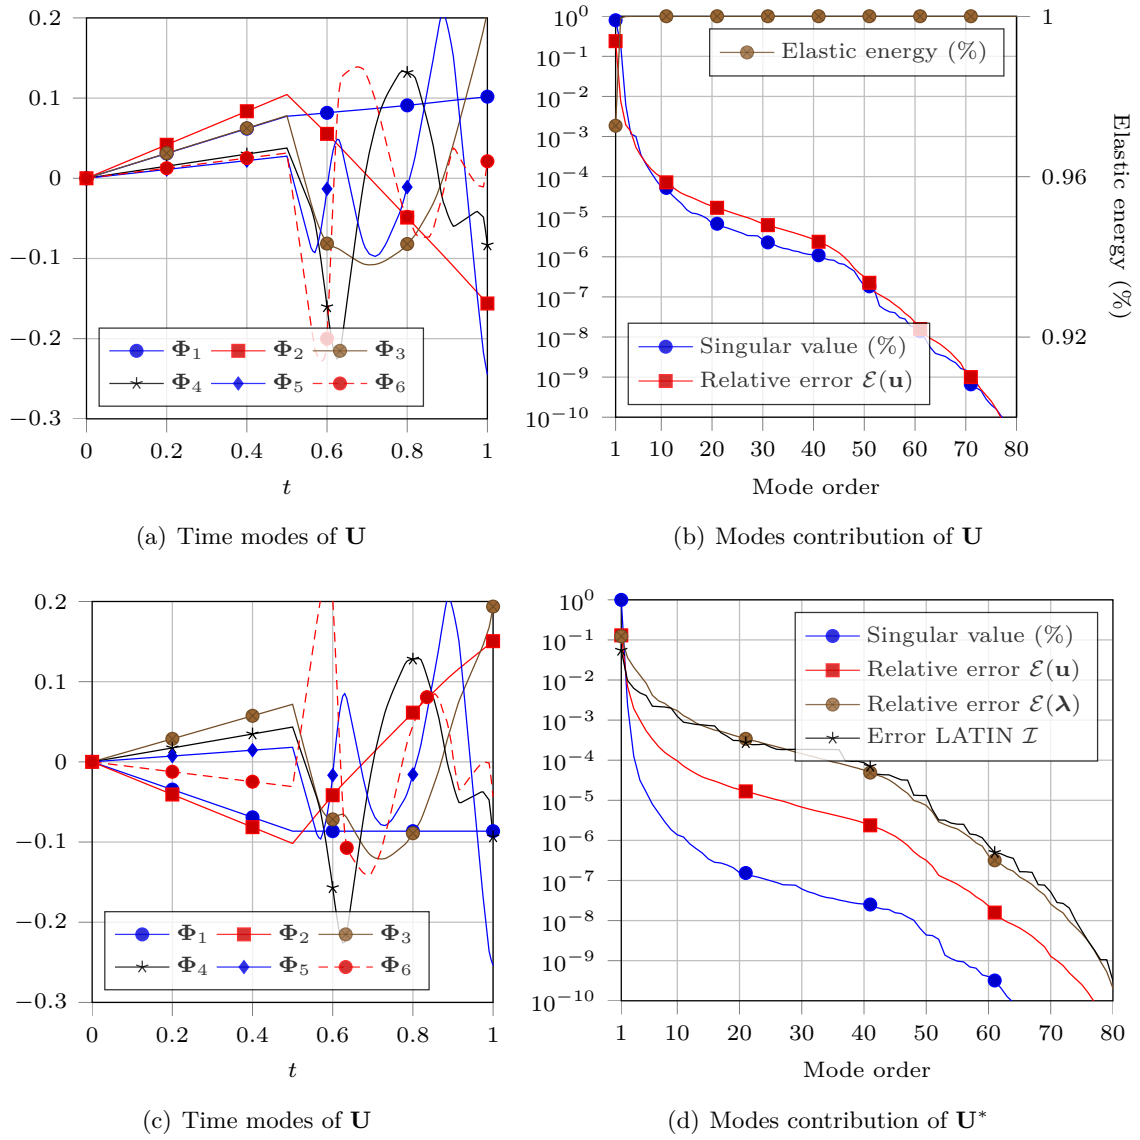 0.2
0.1
0
−0.1
−0.2
−0.3
0
0.2
0.4
0.6
0.8
1
t
Φ1 Φ2 Φ3
Φ4 Φ5 Φ6
(a) Time modes of U
10^0
10^−1
10^−2
10^−3
10^−4
10^−5
10^−6
10^−7
10^−8
10^−9
10^−10
1 10 20 30 40 50 60 70 80
Mode order
1
0.96
0.92
Elastic energy (%)
Elastic energy (%)
Singular value (%)
Relative error ℰ(u)
(b) Modes contribution of U
0.2
0.1
0
−0.1
−0.2
−0.3
0
0.2
0.4
0.6
0.8
1
t
Φ1 Φ2 Φ3
Φ4 Φ5 Φ6
(c) Time modes of U
10^0
10^−1
10^−2
10^−3
10^−4
10^−5
10^−6
10^−7
10^−8
10^−9
10^−10
1 10 20 30 40 50 60 70 80
Mode order
Singular value (%)
Relative error ℰ(u)
Relative error ℰ(λ)
Error LATIN ℐ
(d) Modes contribution of U*